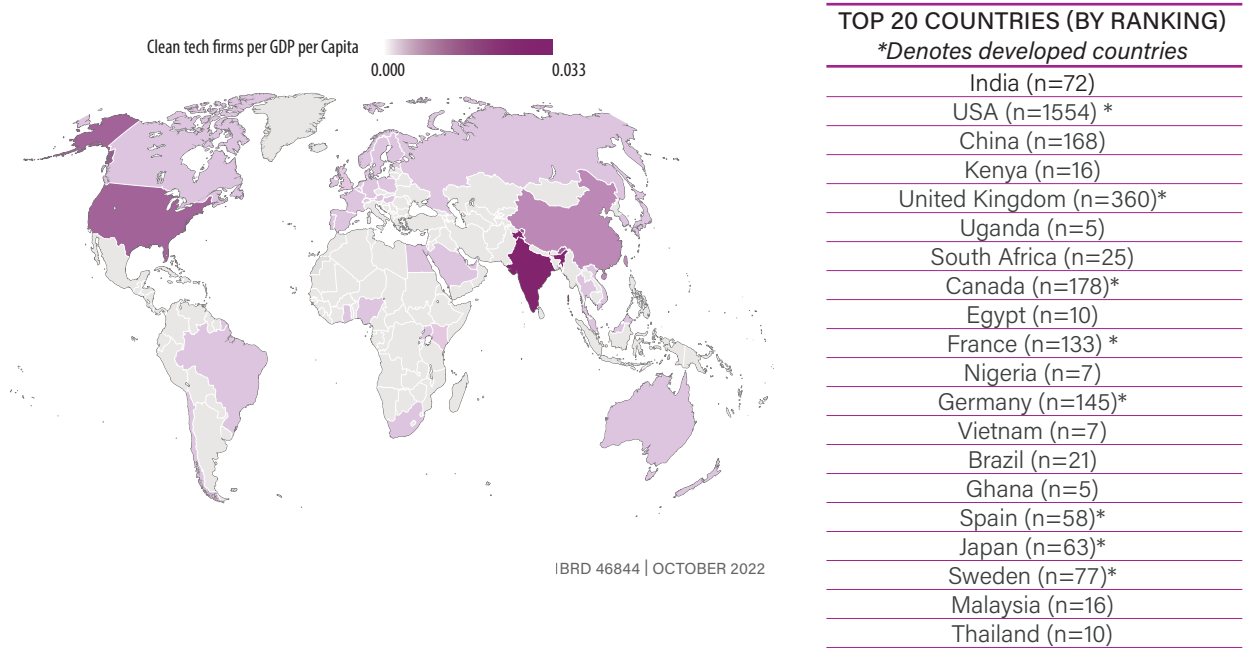 Clean tech firms per GDP per Capita
0.000
0.033
IBRD 46844 | OCTOBER 2022
TOP 20 COUNTRIES (BY RANKING)
*Denotes developed countries
India (n=72)
USA (n=1554) *
China (n=168)
Kenya (n=16)
United Kingdom (n=360)*
Uganda (n=5)
South Africa (n=25)
Canada (n=178)*
Egypt (n=10)
France (n=133) *
Nigeria (n=7)
Germany (n=145)*
Vietnam (n=7)
Brazil (n=21)
Ghana (n=5)
Spain (n=58)*
Japan (n=63)*
Sweden (n=77)*
Malaysia (n=16)
Thailand (n=10)